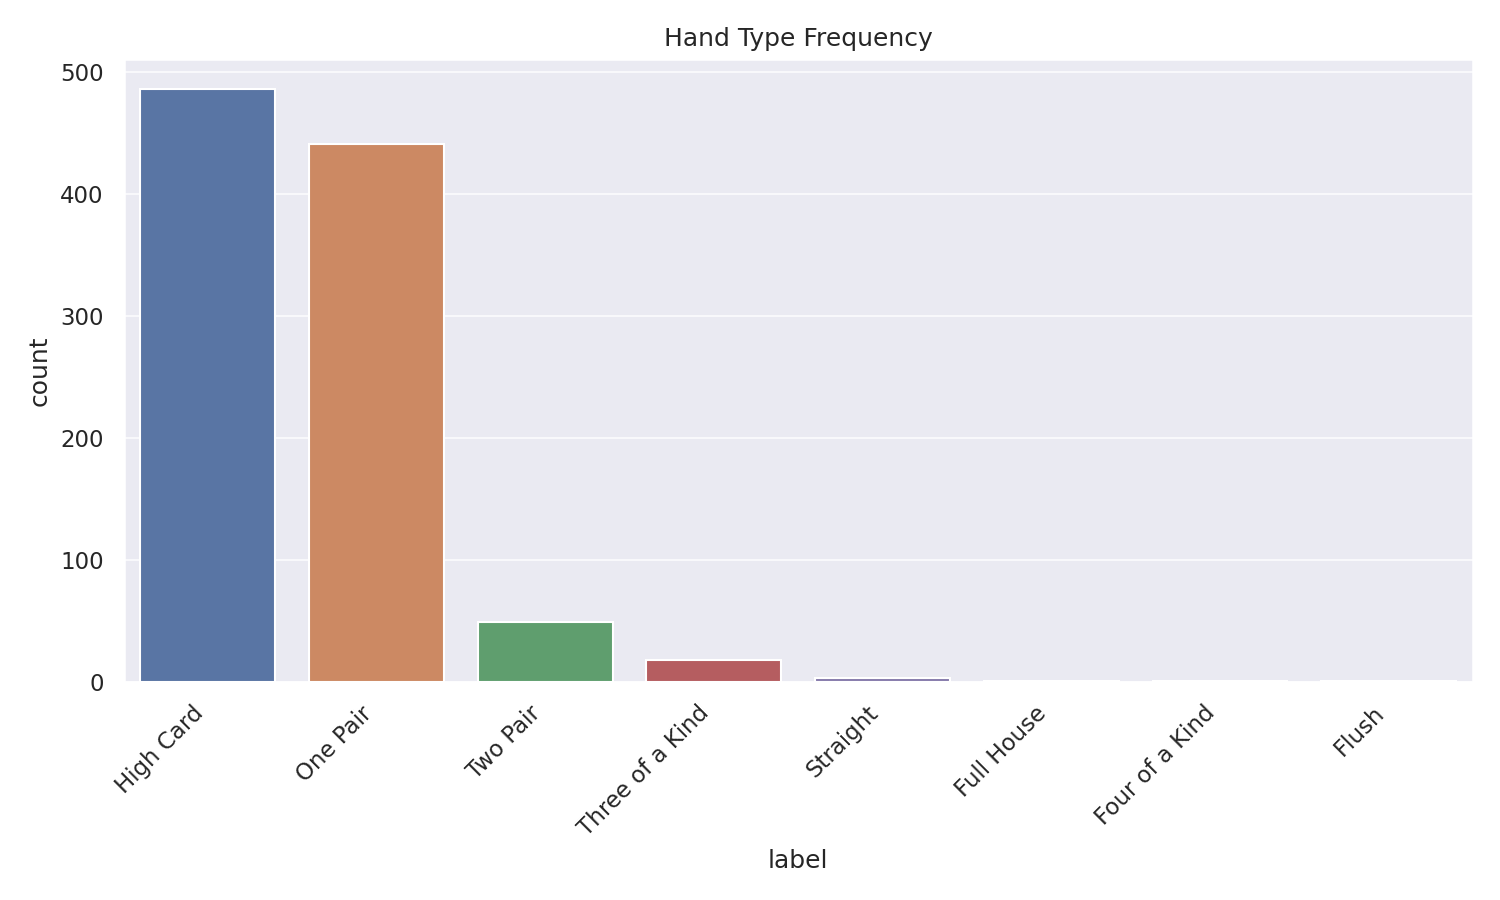 Hand Type Frequency
500
400
300
200
100
0
count
High Card
One Pair
Two Pair
Three of a Kind
Straight
Full House
Four of a Kind
Flush
label